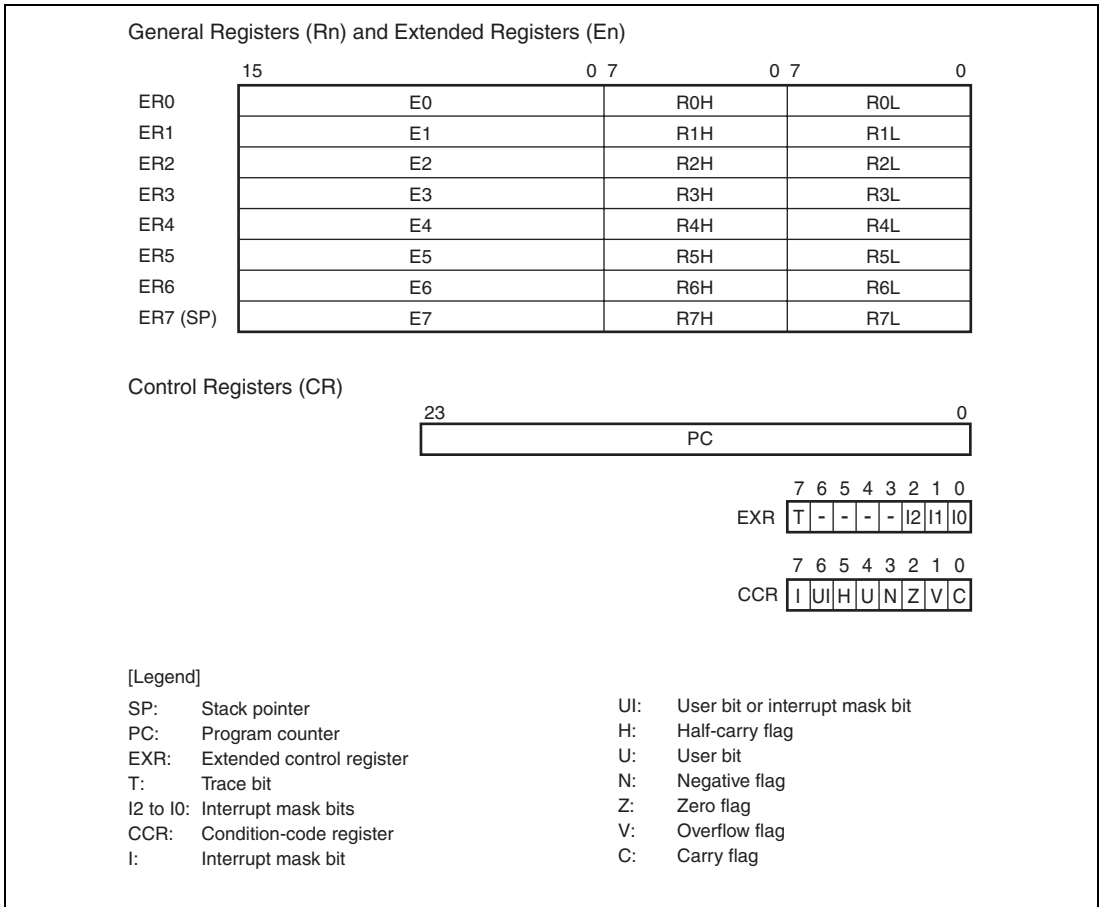 General Registers (Rn) and Extended Registers (En)
15 0 7 0 7 0
ER0 E0 R0H R0L
ER1 E1 R1H R1L
ER2 E2 R2H R2L
ER3 E3 R3H R3L
ER4 E4 R4H R4L
ER5 E5 R5H R5L
ER6 E6 R6H R6L
ER7 (SP) E7 R7H R7L
Control Registers (CR)
23 0
PC
7 6 5 4 3 2 1 0
EXR T - - - - I2 I1 I0
7 6 5 4 3 2 1 0
CCR I UI H U N Z V C
[Legend]
SP: Stack pointer
PC: Program counter
EXR: Extended control register
T: Trace bit
I2 to I0: Interrupt mask bits
CCR: Condition-code register
I: Interrupt mask bit
UI: User bit or interrupt mask bit
H: Half-carry flag
U: User bit
N: Negative flag
Z: Zero flag
V: Overflow flag
C: Carry flag